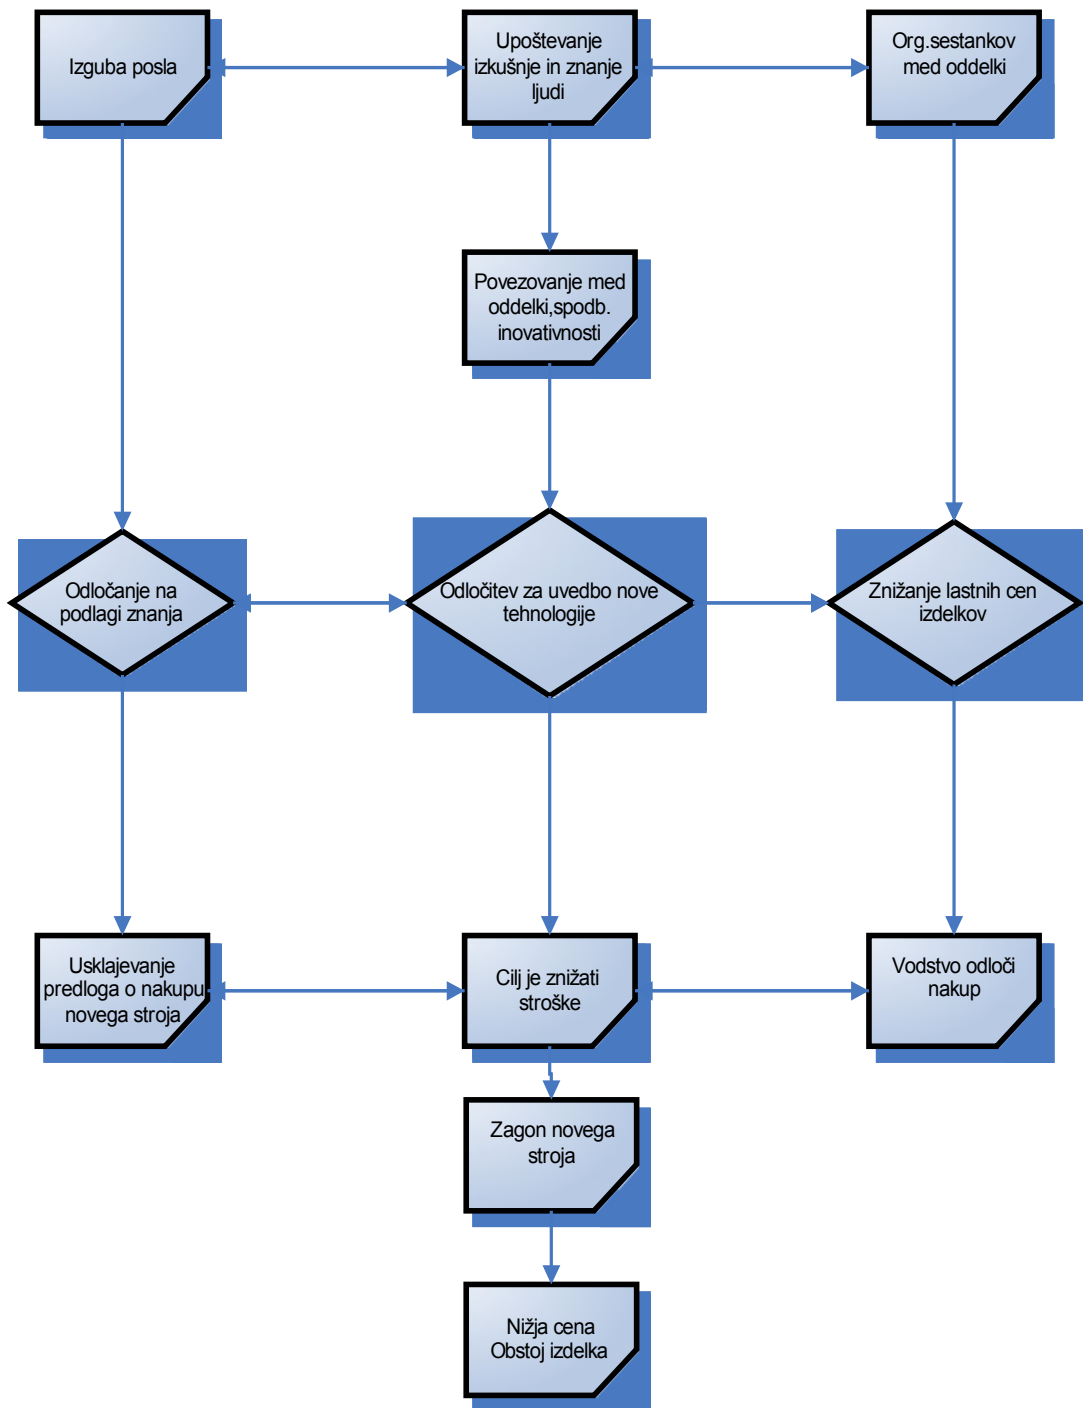 Izguba posla
Upoštevanje
izkušnje in znanje
ljudi
Org.sestankov
med oddelki
Povezovanje med
oddelki,spodb.
inovativnosti
Odločanje na
podlagi znanja
Odločitev za uvedbo nove
tehnologije
Znižanje lastnih cen
izdelkov
Usklajevanje
predloga o nakupu
novega stroja
Cilj je znižati
stroške
Vodstvo odloči
nakup
Zagon novega
stroja
Nižja cena
Obstoj izdelka